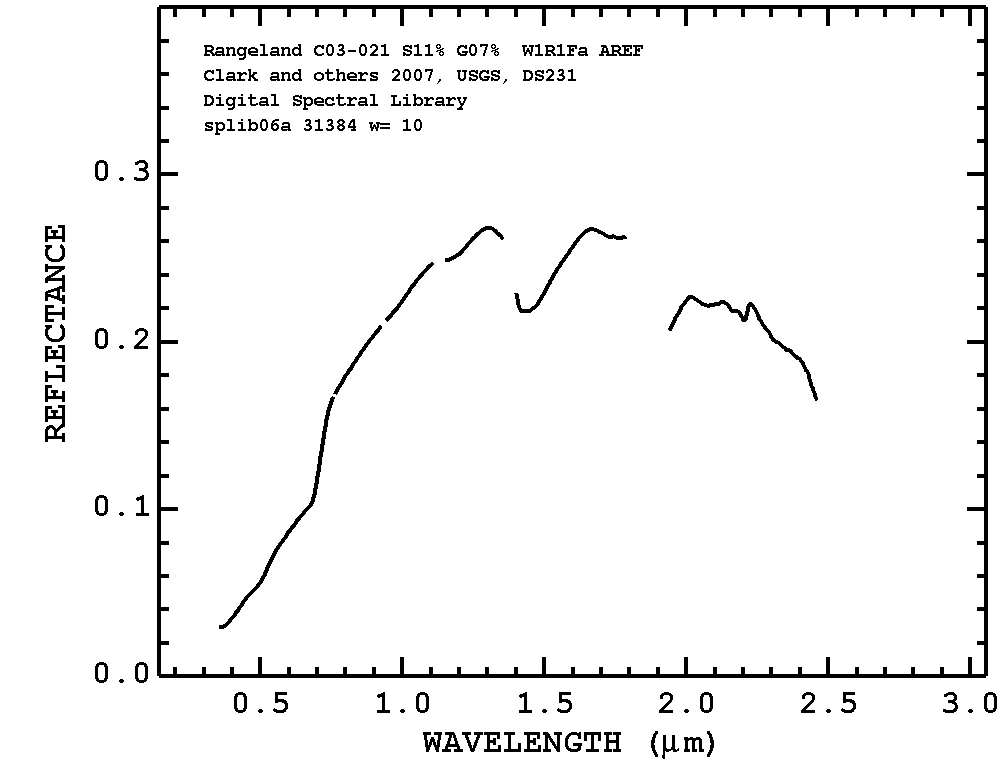 Rangeland C03-021 S11% G07%  W1R1Fa AREF
Clark and others 2007, USGS, DS231
Digital Spectral Library
splib06a 31384 w= 10
0.3
0.2
0.1
0.0
REFLECTANCE
0.5 1.0 1.5 2.0 2.5 3.0
WAVELENGTH (μm)